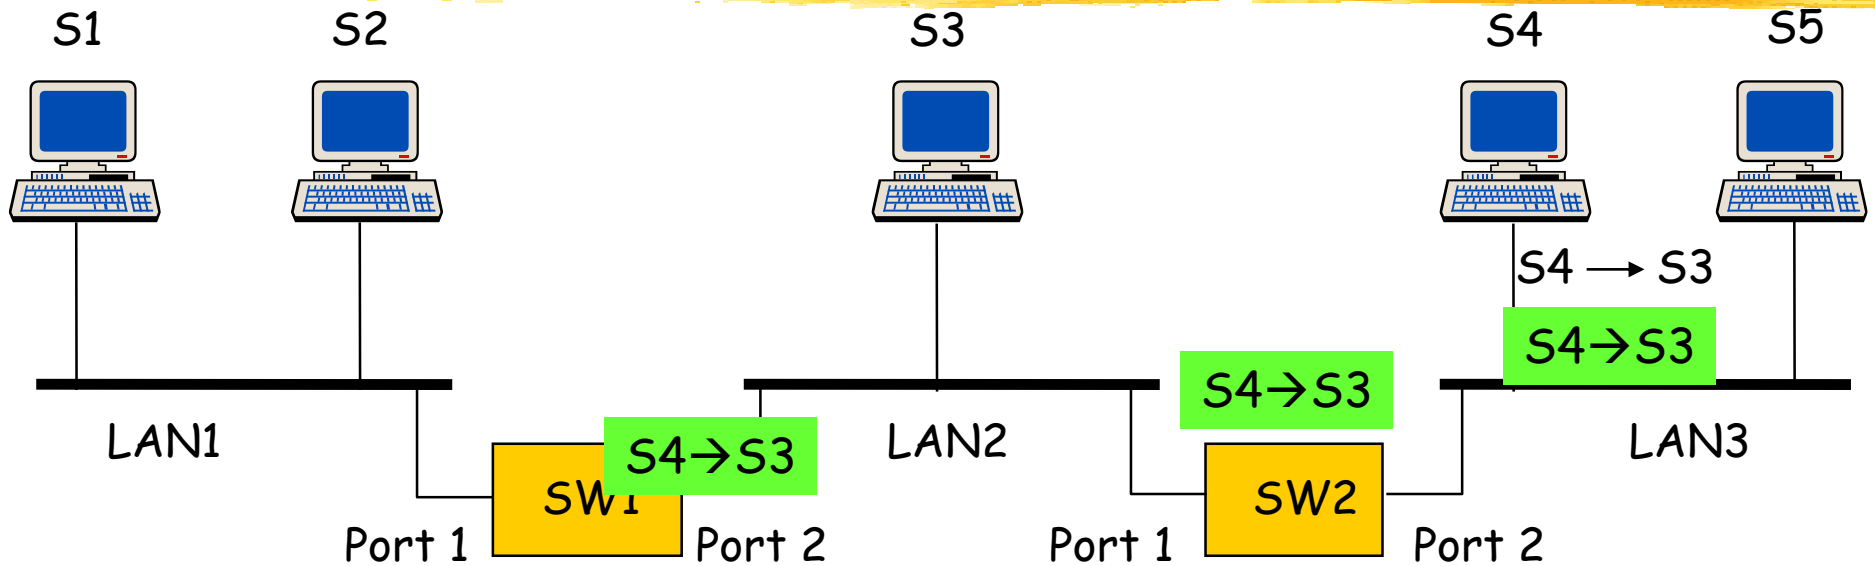 S1 S2 S3 S4 S5
S4 → S3
S4→S3
S4→S3
LAN1 LAN2 LAN3
S4→S3
SW1 SW2
Port 1 Port 2 Port 1 Port 2